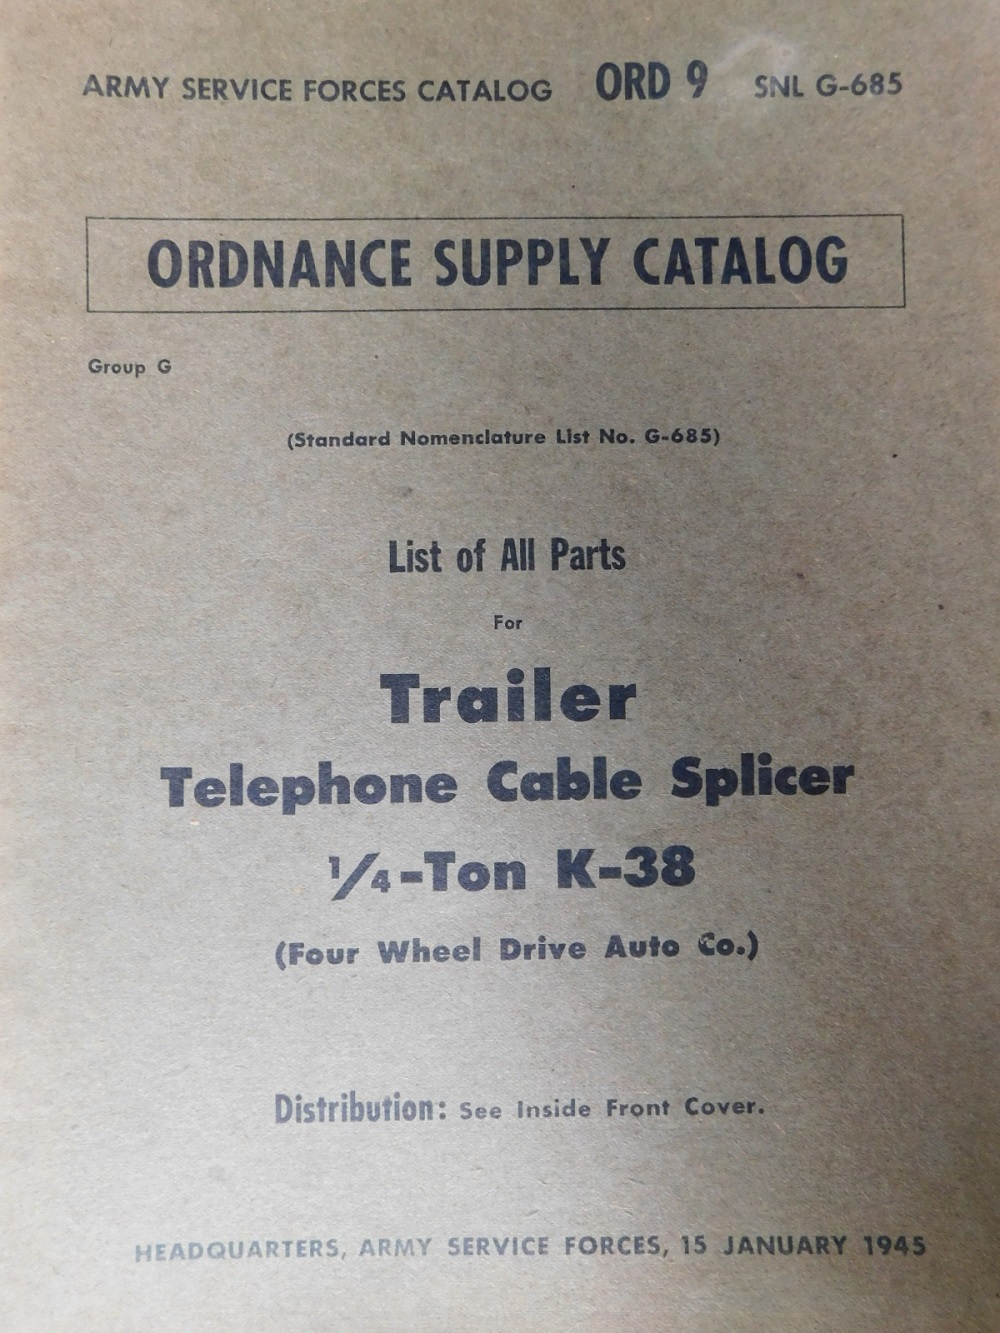 ARMY SERVICE FORCES CATALOG ORD 9 SNL G-685
ORDNANCE SUPPLY CATALOG
Group G
(Standard Nomenclature List No. G-685)
List of All Parts
For
Trailer
Telephone Cable Splicer
1/4-Ton K-38
(Four Wheel Drive Auto Co.)
Distribution: See Inside Front Cover.
HEADQUARTERS, ARMY SERVICE FORCES, 15 JANUARY 1945